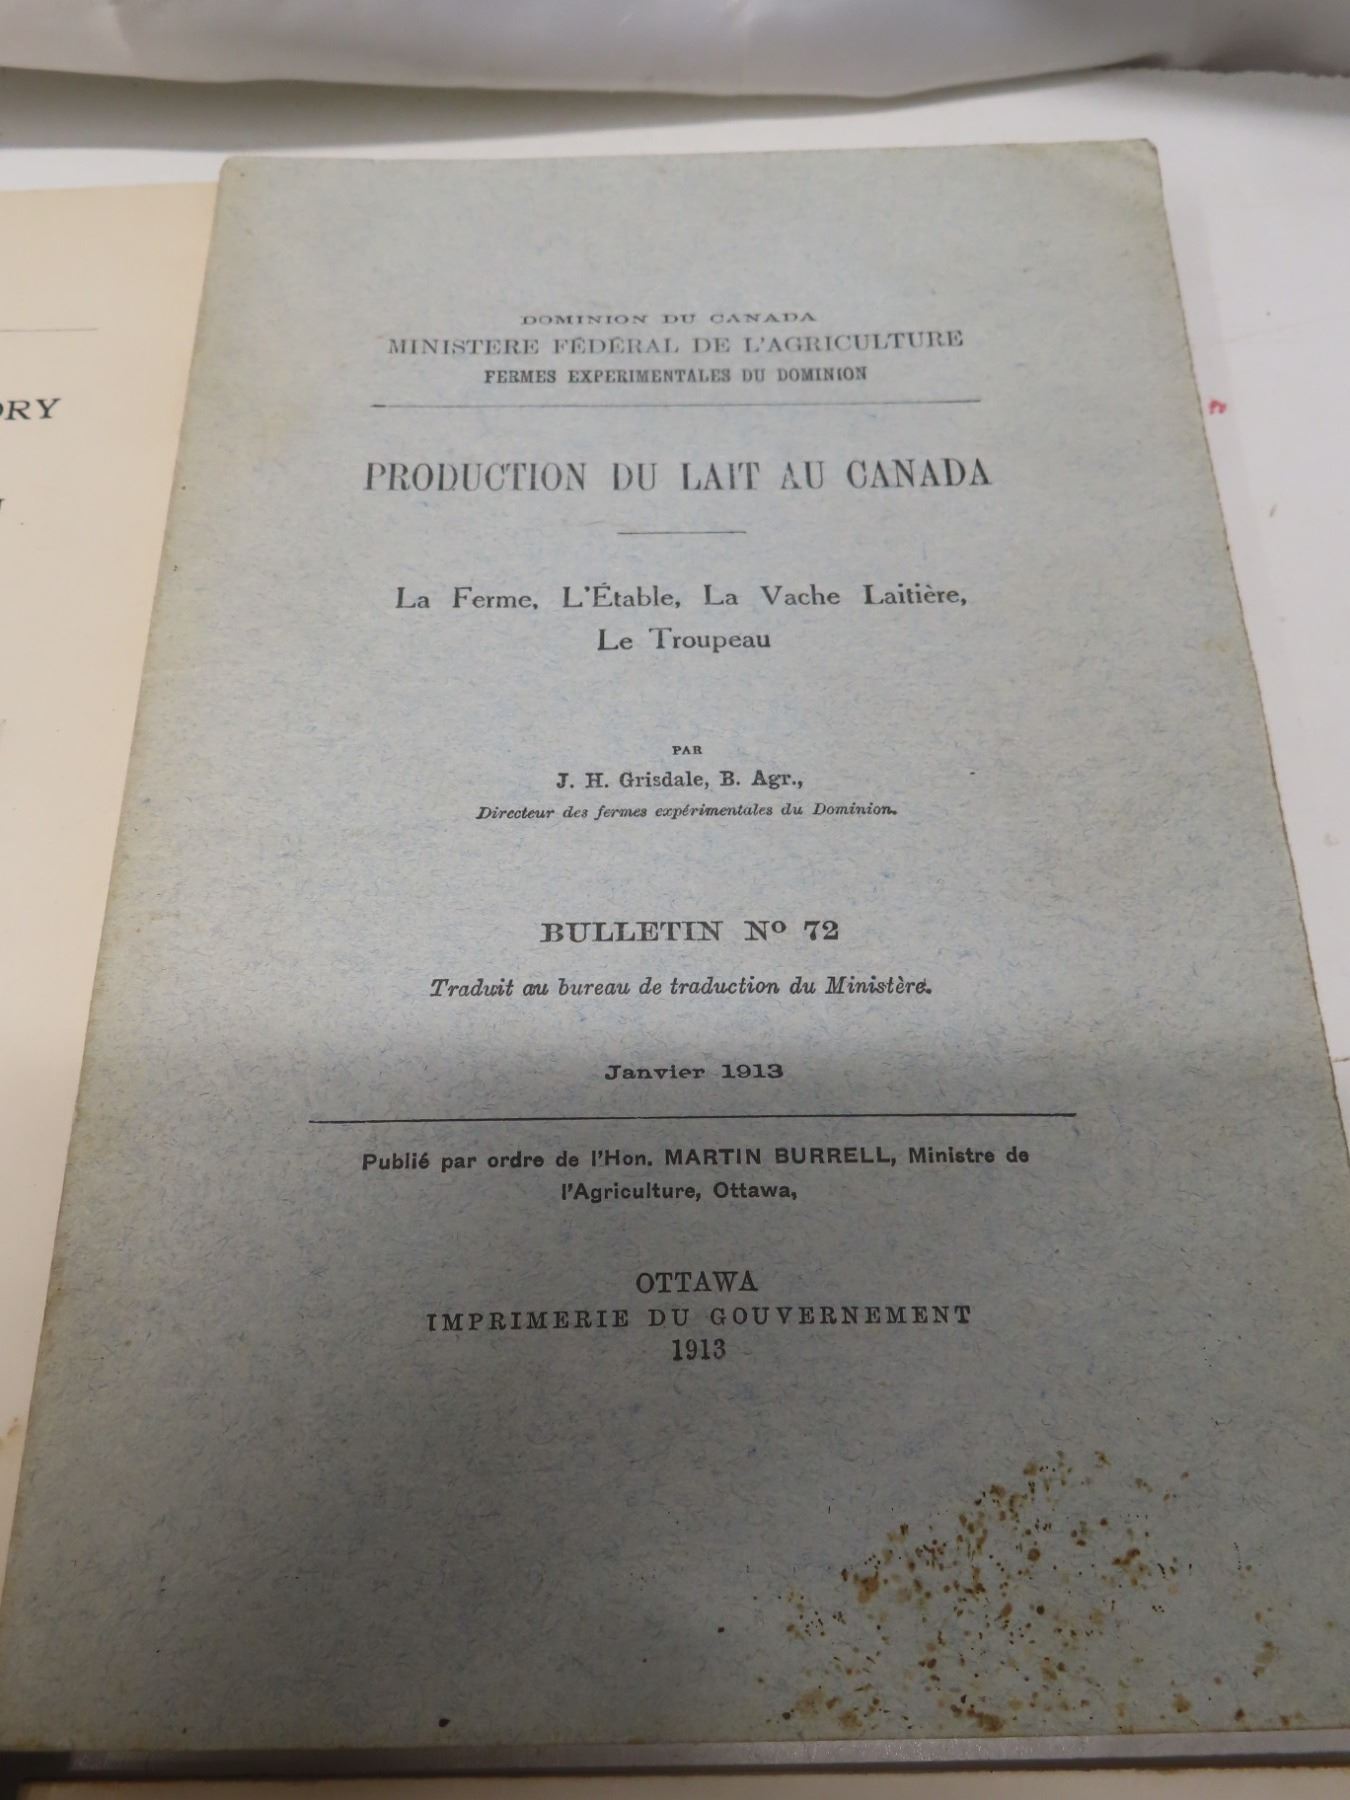 DOMINION DU CANADA
MINISTERE FÉDÉRAL DE L'AGRICULTURE
FERMES EXPERIMENTALES DU DOMINION
PRODUCTION DU LAIT AU CANADA
La Ferme, L'Étable, La Vache Laitière,
Le Troupeau
PAR
J. H. Grisdale, B. Agr.,
Directeur des fermes expérimentales du Dominion.
BULLETIN No 72
Traduit au bureau de traduction du Ministère.
Janvier 1913
Publié par ordre de l'Hon. MARTIN BURRELL, Ministre de
l'Agriculture, Ottawa,
OTTAWA
IMPRIMERIE DU GOUVERNEMENT
1913